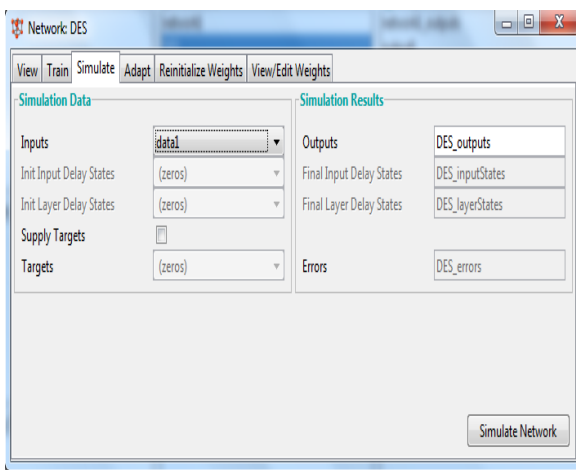 Network: DES
View Train Simulate Adapt Reinitialize Weights View/Edit Weights
Simulation Data
Simulation Results
Inputs data1 Outputs DES_outputs
Init Input Delay States (zeros) Final Input Delay States DES_inputStates
Init Layer Delay States (zeros) Final Layer Delay States DES_layerStates
Supply Targets
Targets (zeros) Errors DES_errors
Simulate Network